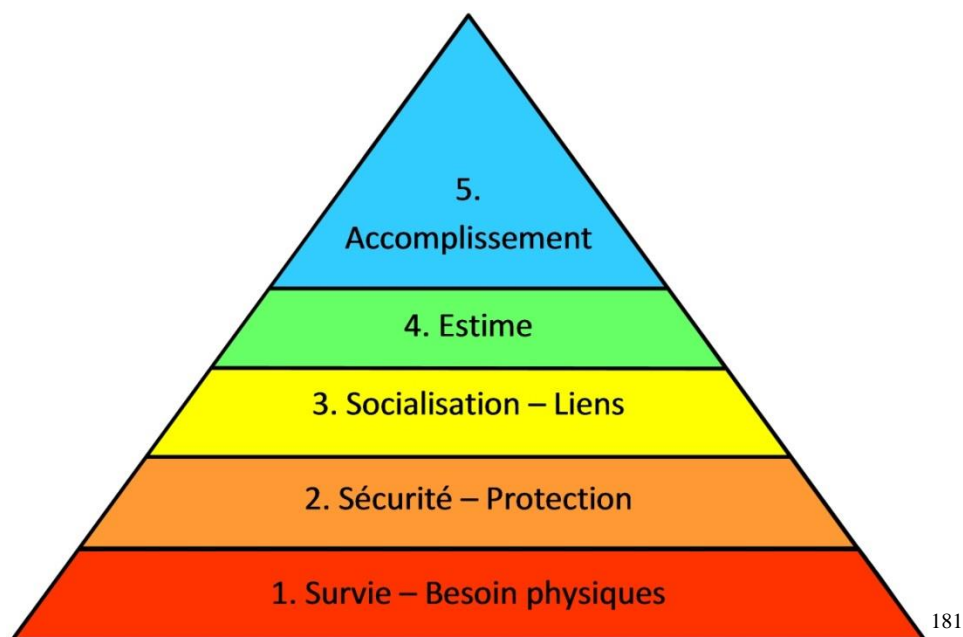 5.
Accomplissement
4. Estime
3. Socialisation – Liens
2. Sécurité – Protection
1. Survie – Besoin physiques
181